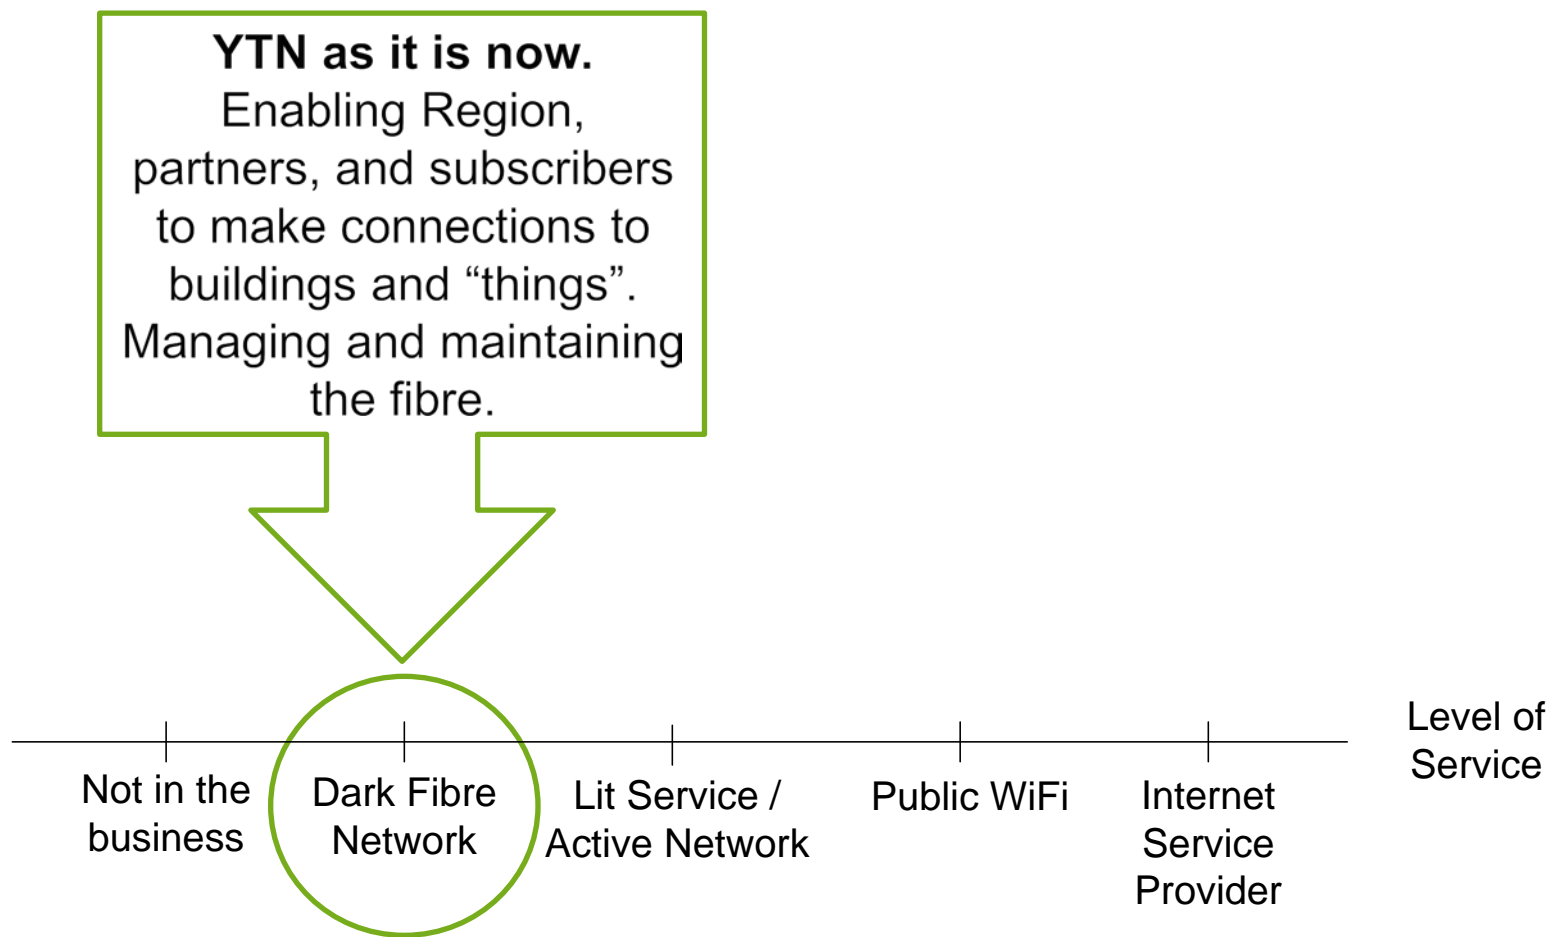 YTN as it is now.
Enabling Region,
partners, and subscribers
to make connections to
buildings and “things”.
Managing and maintaining
the fibre.
Level of
Service
Not in the
business
Dark Fibre
Network
Lit Service /
Active Network
Public WiFi
Internet
Service
Provider